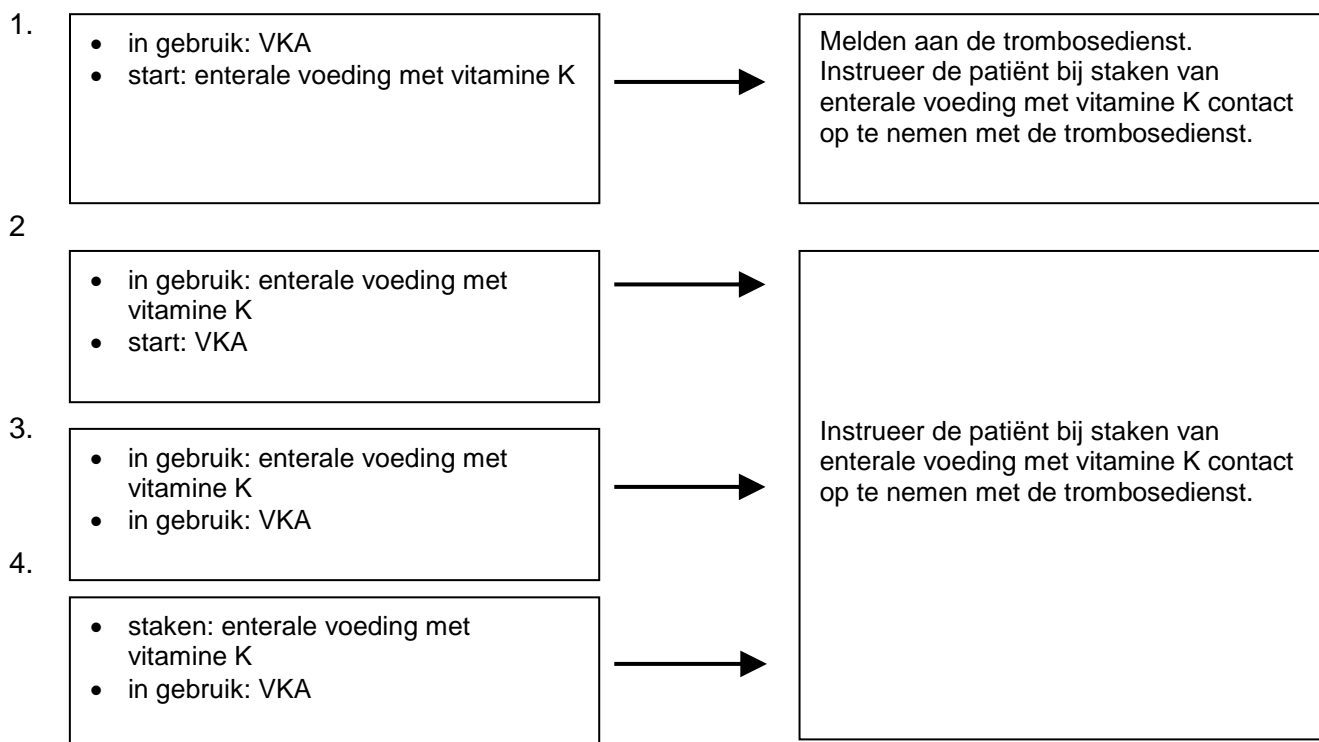 1.
• in gebruik: VKA
• start: enterale voeding met vitamine K
Melden aan de trombosedienst.
Instrueer de patiënt bij staken van
enterale voeding met vitamine K contact
op te nemen met de trombosedienst.
2
• in gebruik: enterale voeding met
vitamine K
• start: VKA
3.
• in gebruik: enterale voeding met
vitamine K
• in gebruik: VKA
4.
• staken: enterale voeding met
vitamine K
• in gebruik: VKA
Instrueer de patiënt bij staken van
enterale voeding met vitamine K contact
op te nemen met de trombosedienst.